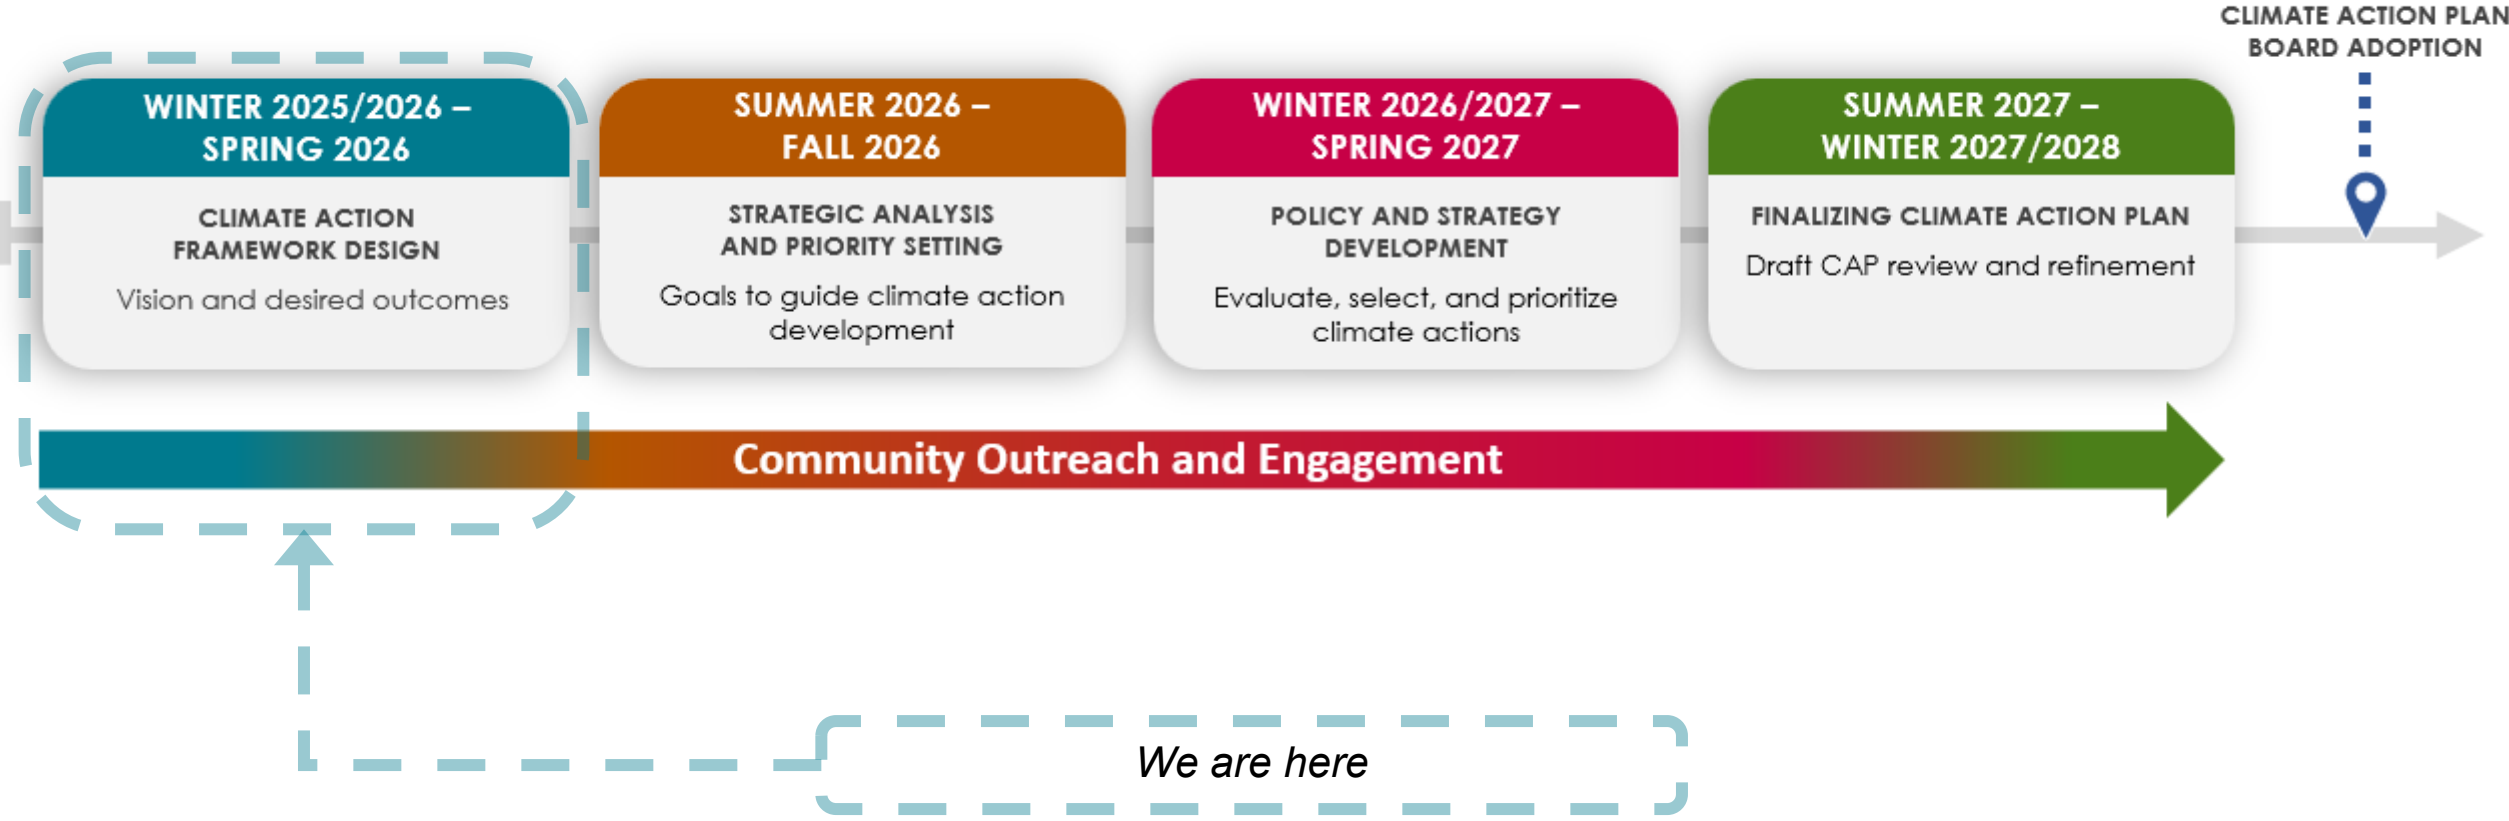 CLIMATE ACTION PLAN
BOARD ADOPTION
WINTER 2025/2026 –
SPRING 2026
CLIMATE ACTION
FRAMEWORK DESIGN
Vision and desired outcomes
SUMMER 2026 –
FALL 2026
STRATEGIC ANALYSIS
AND PRIORITY SETTING
Goals to guide climate action
development
WINTER 2026/2027 –
SPRING 2027
POLICY AND STRATEGY
DEVELOPMENT
Evaluate, select, and prioritize
climate actions
SUMMER 2027 –
WINTER 2027/2028
FINALIZING CLIMATE ACTION PLAN
Draft CAP review and refinement
Community Outreach and Engagement
We are here